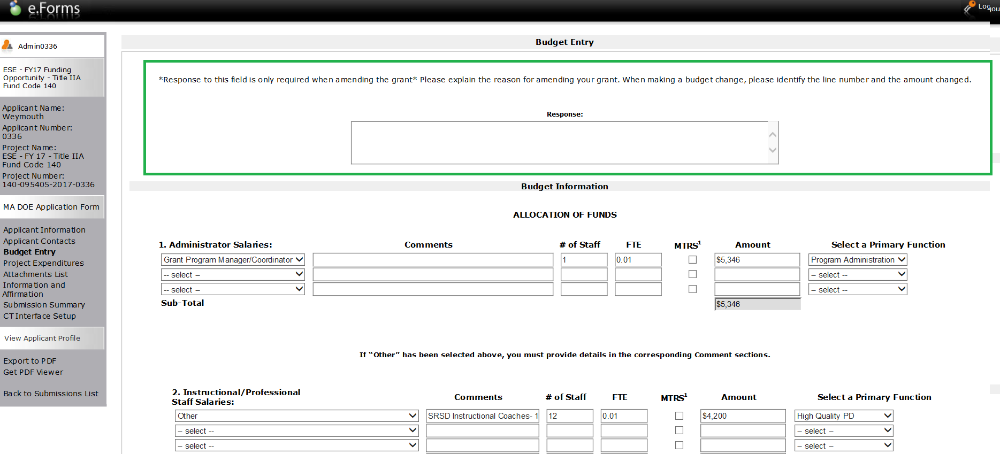 e.Forms
Admin0336
ESE - FY17 Funding
Opportunity - Title IIA
Fund Code 140
Applicant Name:
Weymouth
Applicant Number:
0336
Project Name:
ESE - FY 17 - Title IIA
Fund Code 140
Project Number:
140-095405-2017-0336
MA DOE Application Form
Applicant Information
Applicant Contacts
Budget Entry
Project Expenditures
Attachments List
Information and
Affirmation
Submission Summary
CT Interface Setup
View Applicant Profile
Export to PDF
Get PDF Viewer
Back to Submissions List
Budget Entry
*Response to this field is only required when amending the grant* Please explain the reason for amending your grant. When making a budget change, please identify the line number and the amount changed.
Response:
Budget Information
ALLOCATION OF FUNDS
1. Administrator Salaries: Comments # of Staff FTE MTRS1 Amount Select a Primary Function
Grant Program Manager/Coordinator 1 0.01 $5,346 Program Administration
-- select -- -- select --
-- select -- -- select --
Sub-Total $5,346
If “Other” has been selected above, you must provide details in the corresponding Comment sections.
2. Instructional/Professional
Staff Salaries: Comments # of Staff FTE MTRS1 Amount Select a Primary Function
Other SRSD Instructional Coaches- 1 12 0.01 $4,200 High Quality PD
-- select -- -- select --
-- select -- -- select --